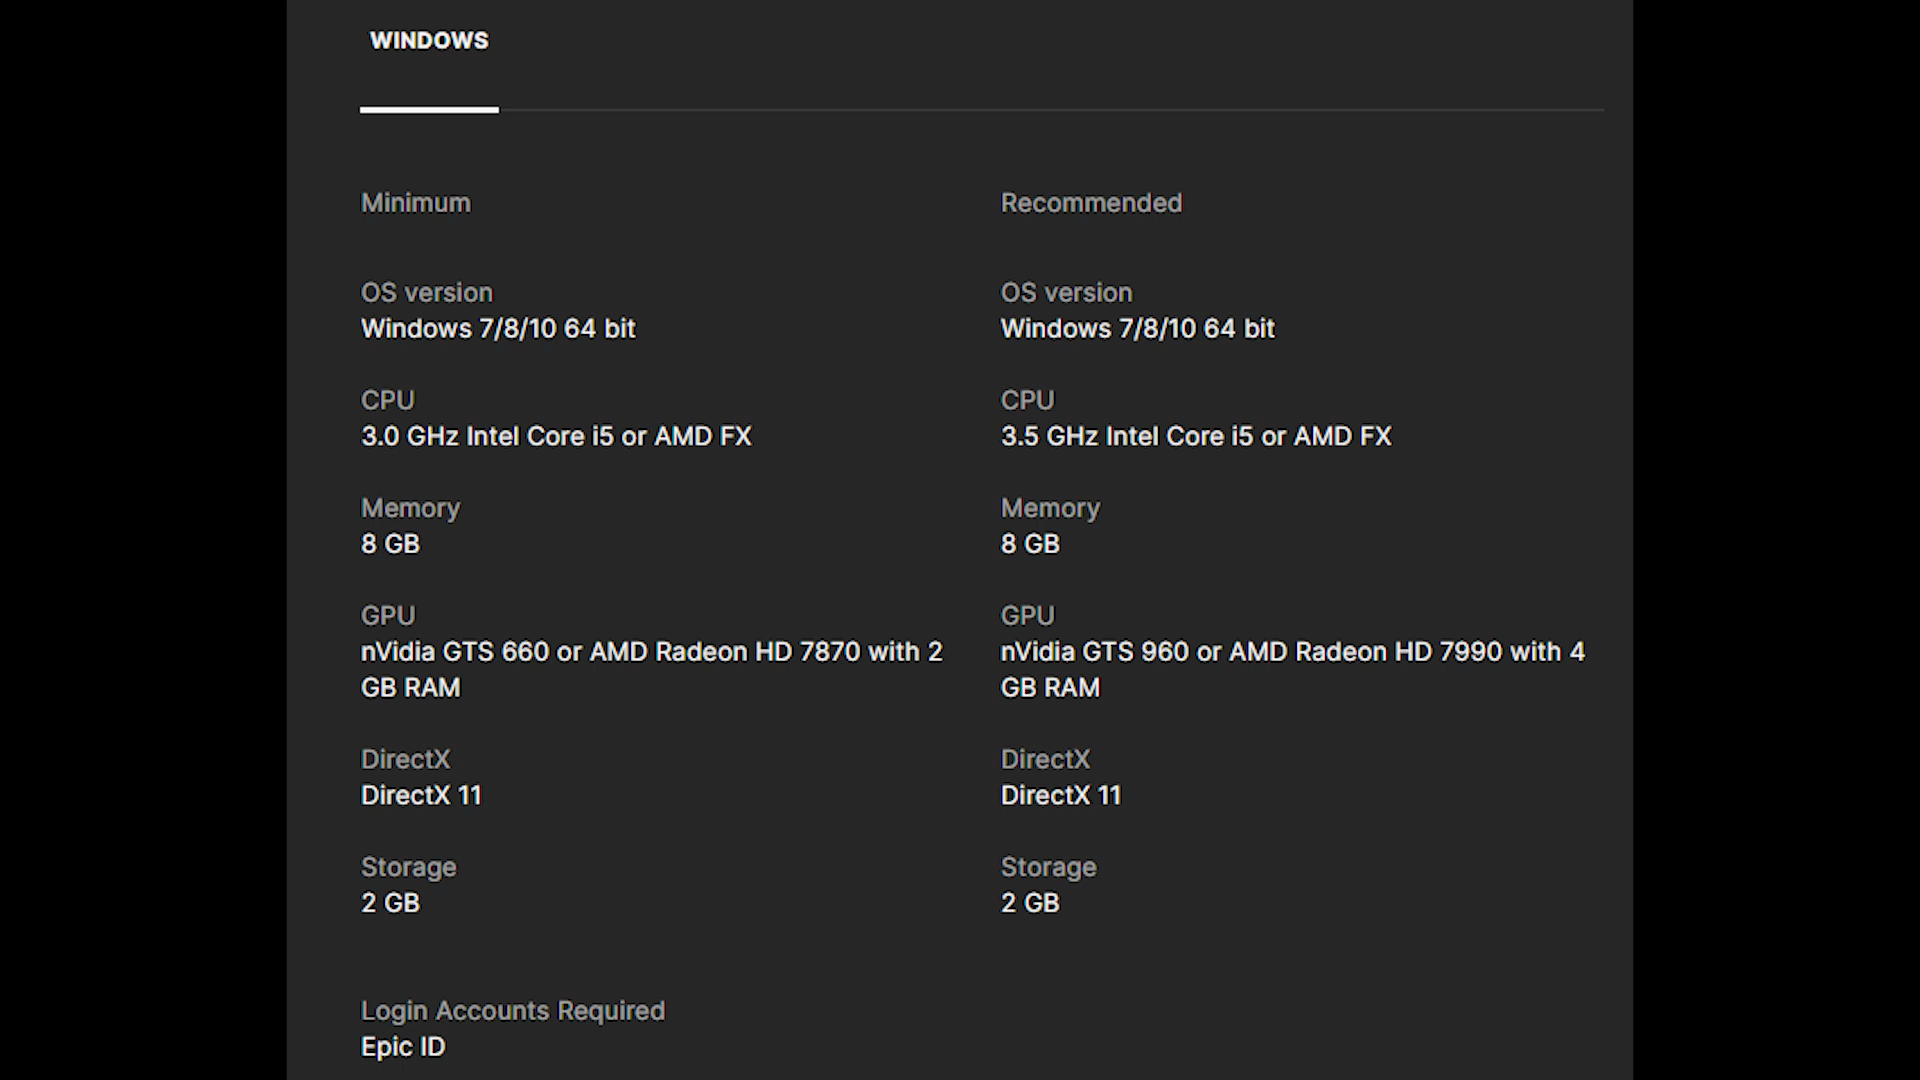 WINDOWS
Minimum
OS version
Windows 7/8/10 64 bit
CPU
3.0 GHz Intel Core i5 or AMD FX
Memory
8 GB
GPU
nVidia GTS 660 or AMD Radeon HD 7870 with 2
GB RAM
DirectX
DirectX 11
Storage
2 GB
Recommended
OS version
Windows 7/8/10 64 bit
CPU
3.5 GHz Intel Core i5 or AMD FX
Memory
8 GB
GPU
nVidia GTS 960 or AMD Radeon HD 7990 with 4
GB RAM
DirectX
DirectX 11
Storage
2 GB
Login Accounts Required
Epic ID